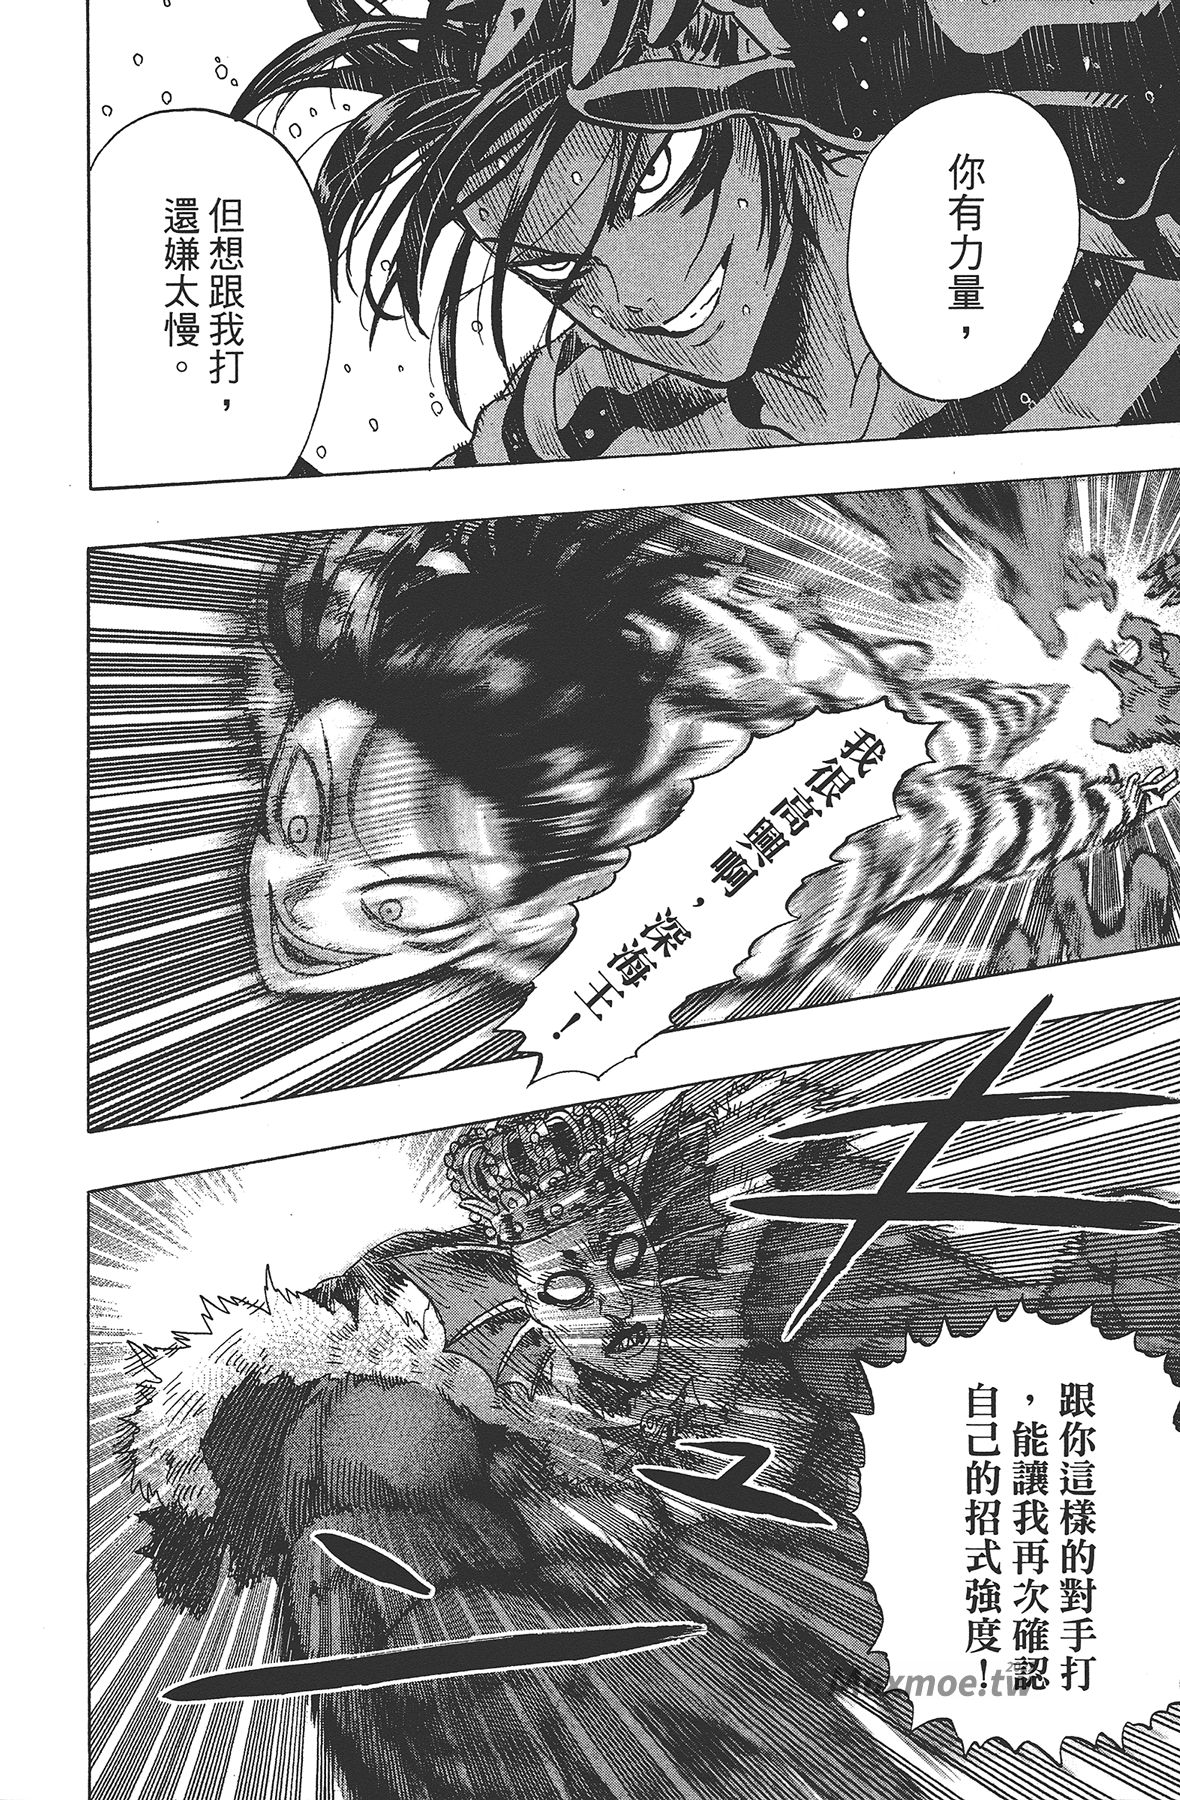 你有力量，
但想跟我打，
還嫌太慢。
我很高興啊，
深海王！
跟你這樣的對手打
，能讓我再次確認
自己的招式強度！
Moxmoe.tw